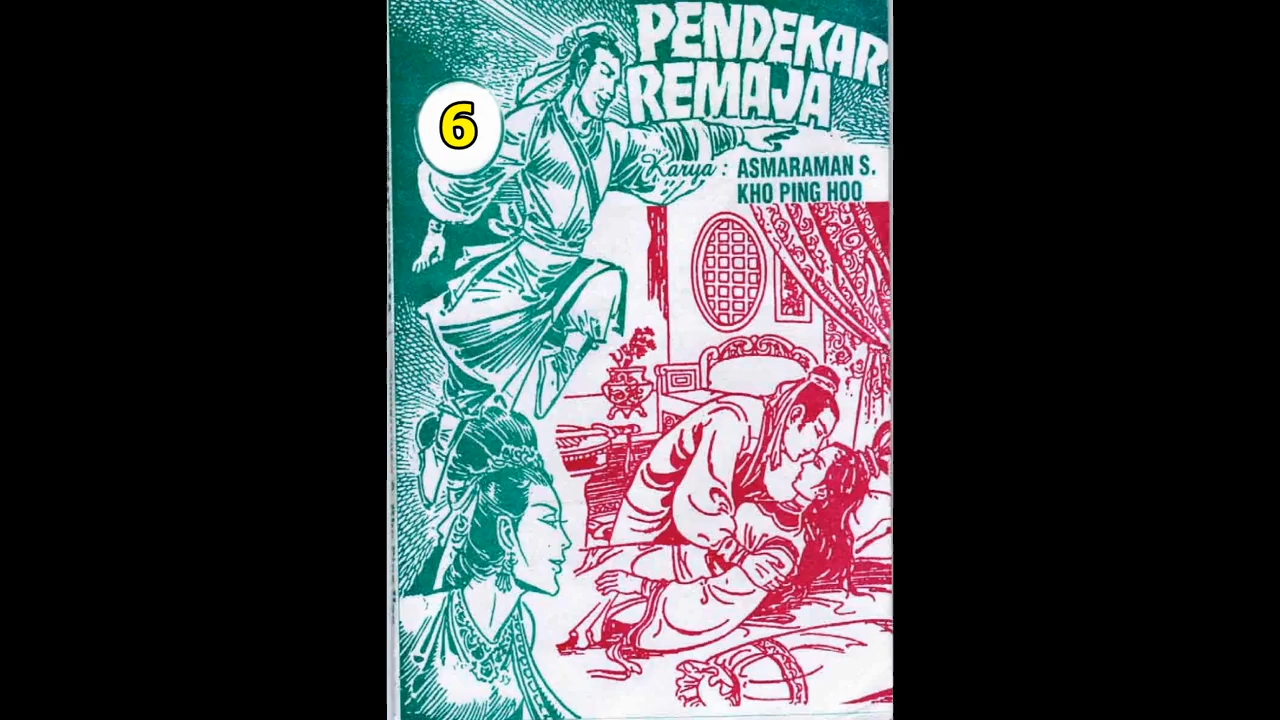 PENDEKAR
REMAJA
6
Karya : ASMARAMAN S.
KHO PING HOO